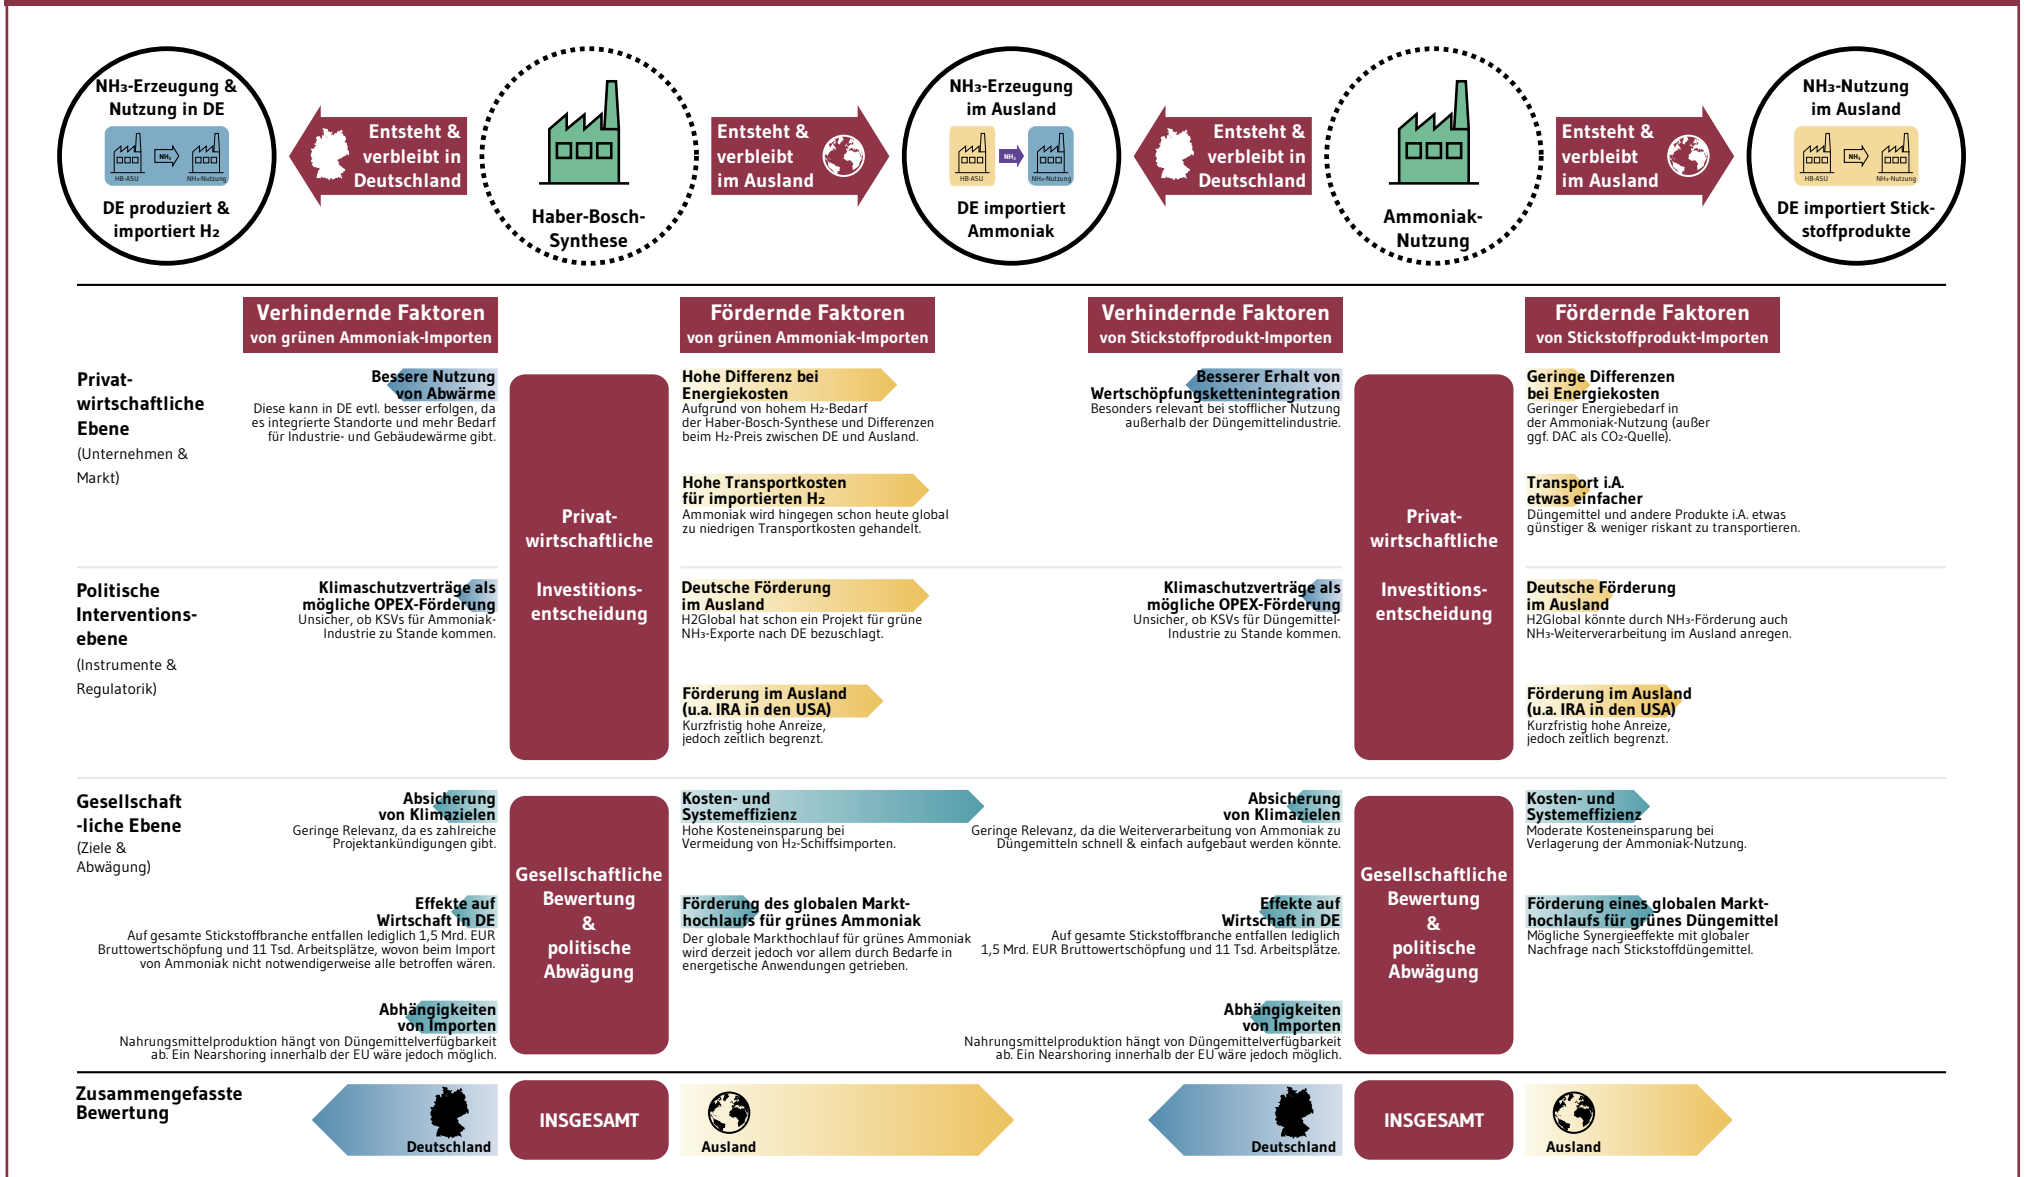 NH₃-Erzeugung &
Nutzung in DE
HB-ASU
NH₃
NH₃-Nutzung
DE produziert &
importiert H₂
Entsteht &
verbleibt in
Deutschland
Haber-Bosch-
Synthese
Entsteht &
verbleibt
im Ausland
NH₃-Erzeugung
im Ausland
HB-ASU
NH₃
NH₃-Nutzung
DE importiert
Ammoniak
Entsteht &
verbleibt in
Deutschland
Ammoniak-
Nutzung
Entsteht &
verbleibt
im Ausland
NH₃-Nutzung
im Ausland
HB-ASU
NH₃
NH₃-Nutzung
DE importiert Stick-
stoffprodukte
Verhindernde Faktoren
von grünen Ammoniak-Importen
Fördernde Faktoren
von grünen Ammoniak-Importen
Verhindernde Faktoren
von Stickstoffprodukt-Importen
Fördernde Faktoren
von Stickstoffprodukt-Importen
Privat-
wirtschaftliche
Ebene
(Unternehmen &
Markt)
Bessere Nutzung
von Abwärme
Diese kann in DE evtl. besser erfolgen, da
es integrierte Standorte und mehr Bedarf
für Industrie- und Gebäudewärme gibt.
Privat-
wirtschaftliche
Investitions-
entscheidung
Hohe Differenz bei
Energiekosten
Aufgrund von hohem H₂-Bedarf
der Haber-Bosch-Synthese und Differenzen
beim H₂-Preis zwischen DE und Ausland.
Hohe Transportkosten
für importierten H₂
Ammoniak wird hingegen schon heute global
zu niedrigen Transportkosten gehandelt.
Besserer Erhalt von
Wertschöpfungskettenintegration
Besonders relevant bei stofflicher Nutzung
außerhalb der Düngemittelindustrie.
Privat-
wirtschaftliche
Investitions-
entscheidung
Geringe Differenzen
bei Energiekosten
Geringer Energiebedarf in
der Ammoniak-Nutzung (außer
ggf. DAC als CO₂-Quelle).
Transport i.A.
etwas einfacher
Düngemittel und andere Produkte i.A. etwas
günstiger & weniger riskant zu transportieren.
Politische
Interventions-
ebene
(Instrumente &
Regulatorik)
Klimaschutzverträge als
mögliche OPEX-Förderung
Unsicher, ob KSVs für Ammoniak-
Industrie zu Stande kommen.
Deutsche Förderung
im Ausland
H2Global hat schon ein Projekt für grüne
NH₃-Exporte nach DE bezuschlagt.
Förderung im Ausland
(u.a. IRA in den USA)
Kurzfristig hohe Anreize,
jedoch zeitlich begrenzt.
Klimaschutzverträge als
mögliche OPEX-Förderung
Unsicher, ob KSVs für Düngemittel-
Industrie zu Stande kommen.
Deutsche Förderung
im Ausland
H2Global könnte durch NH₃-Förderung auch
NH₃-Weiterverarbeitung im Ausland anregen.
Förderung im Ausland
(u.a. IRA in den USA)
Kurzfristig hohe Anreize,
jedoch zeitlich begrenzt.
Gesellschaft
-liche Ebene
(Ziele &
Abwägung)
Absicherung
von Klimazielen
Geringe Relevanz, da es zahlreiche
Projektankündigungen gibt.
Effekte auf
Wirtschaft in DE
Auf gesamte Stickstoffbranche entfallen lediglich 1,5 Mrd. EUR
Bruttowertschöpfung und 11 Tsd. Arbeitsplätze, wovon beim Import
von Ammoniak nicht notwendigerweise alle betroffen wären.
Abhängigkeiten
von Importen
Nahrungsmittelproduktion hängt von Düngemittelverfügbarkeit
ab. Ein Nearshoring innerhalb der EU wäre jedoch möglich.
Gesellschaftliche
Bewertung
&
politische
Abwägung
Kosten- und
Systemeffizienz
Hohe Kosteneinsparung bei
Vermeidung von H₂-Schiffsimporten.
Förderung des globalen Markt-
hochlaufs für grünes Ammoniak
Der globale Markthochlauf für grünes Ammoniak
wird derzeit jedoch vor allem durch Bedarfe in
energetische Anwendungen getrieben.
Absicherung
von Klimazielen
Geringe Relevanz, da die Weiterverarbeitung von Ammoniak zu
Düngemitteln schnell & einfach aufgebaut werden könnte.
Effekte auf
Wirtschaft in DE
Auf gesamte Stickstoffbranche entfallen lediglich
1,5 Mrd. EUR Bruttowertschöpfung und 11 Tsd. Arbeitsplätze.
Abhängigkeiten
von Importen
Nahrungsmittelproduktion hängt von Düngemittelverfügbarkeit
ab. Ein Nearshoring innerhalb der EU wäre jedoch möglich.
Gesellschaftliche
Bewertung
&
politische
Abwägung
Kosten- und
Systemeffizienz
Moderate Kosteneinsparung bei
Verlagerung der Ammoniak-Nutzung.
Förderung eines globalen Markt-
hochlaufs für grünes Düngemittel
Mögliche Synergieeffekte mit globaler
Nachfrage nach Stickstoffdüngemittel.
Zusammengefasste
Bewertung
Deutschland
INSGESAMT
Ausland
Deutschland
INSGESAMT
Ausland